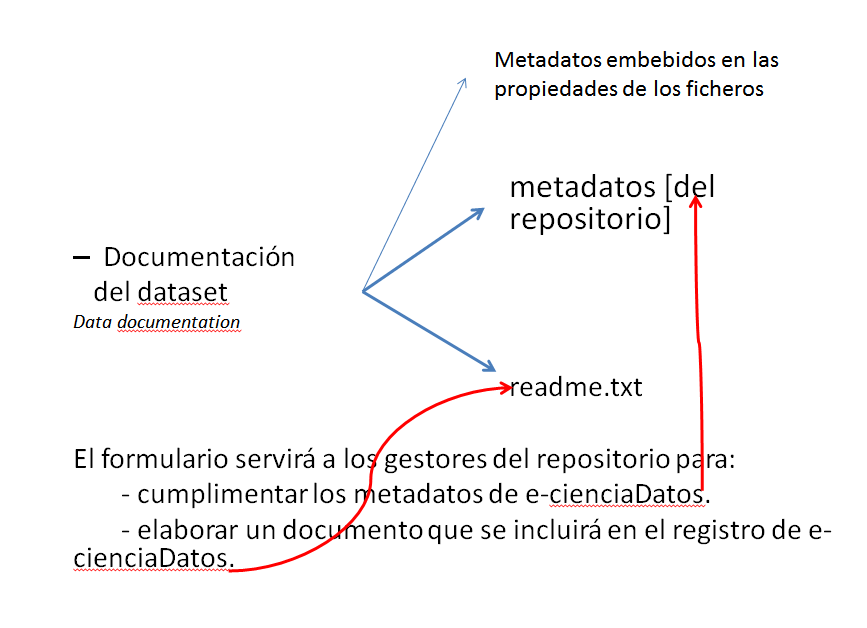 Metadatos embebidos en las
propiedades de los ficheros
metadatos [del
repositorio]
– Documentación
del dataset
Data documentation
readme.txt
El formulario servirá a los gestores del repositorio para:
- cumplimentar los metadatos de e-cienciaDatos.
- elaborar un documento que se incluirá en el registro de e-
cienciaDatos.